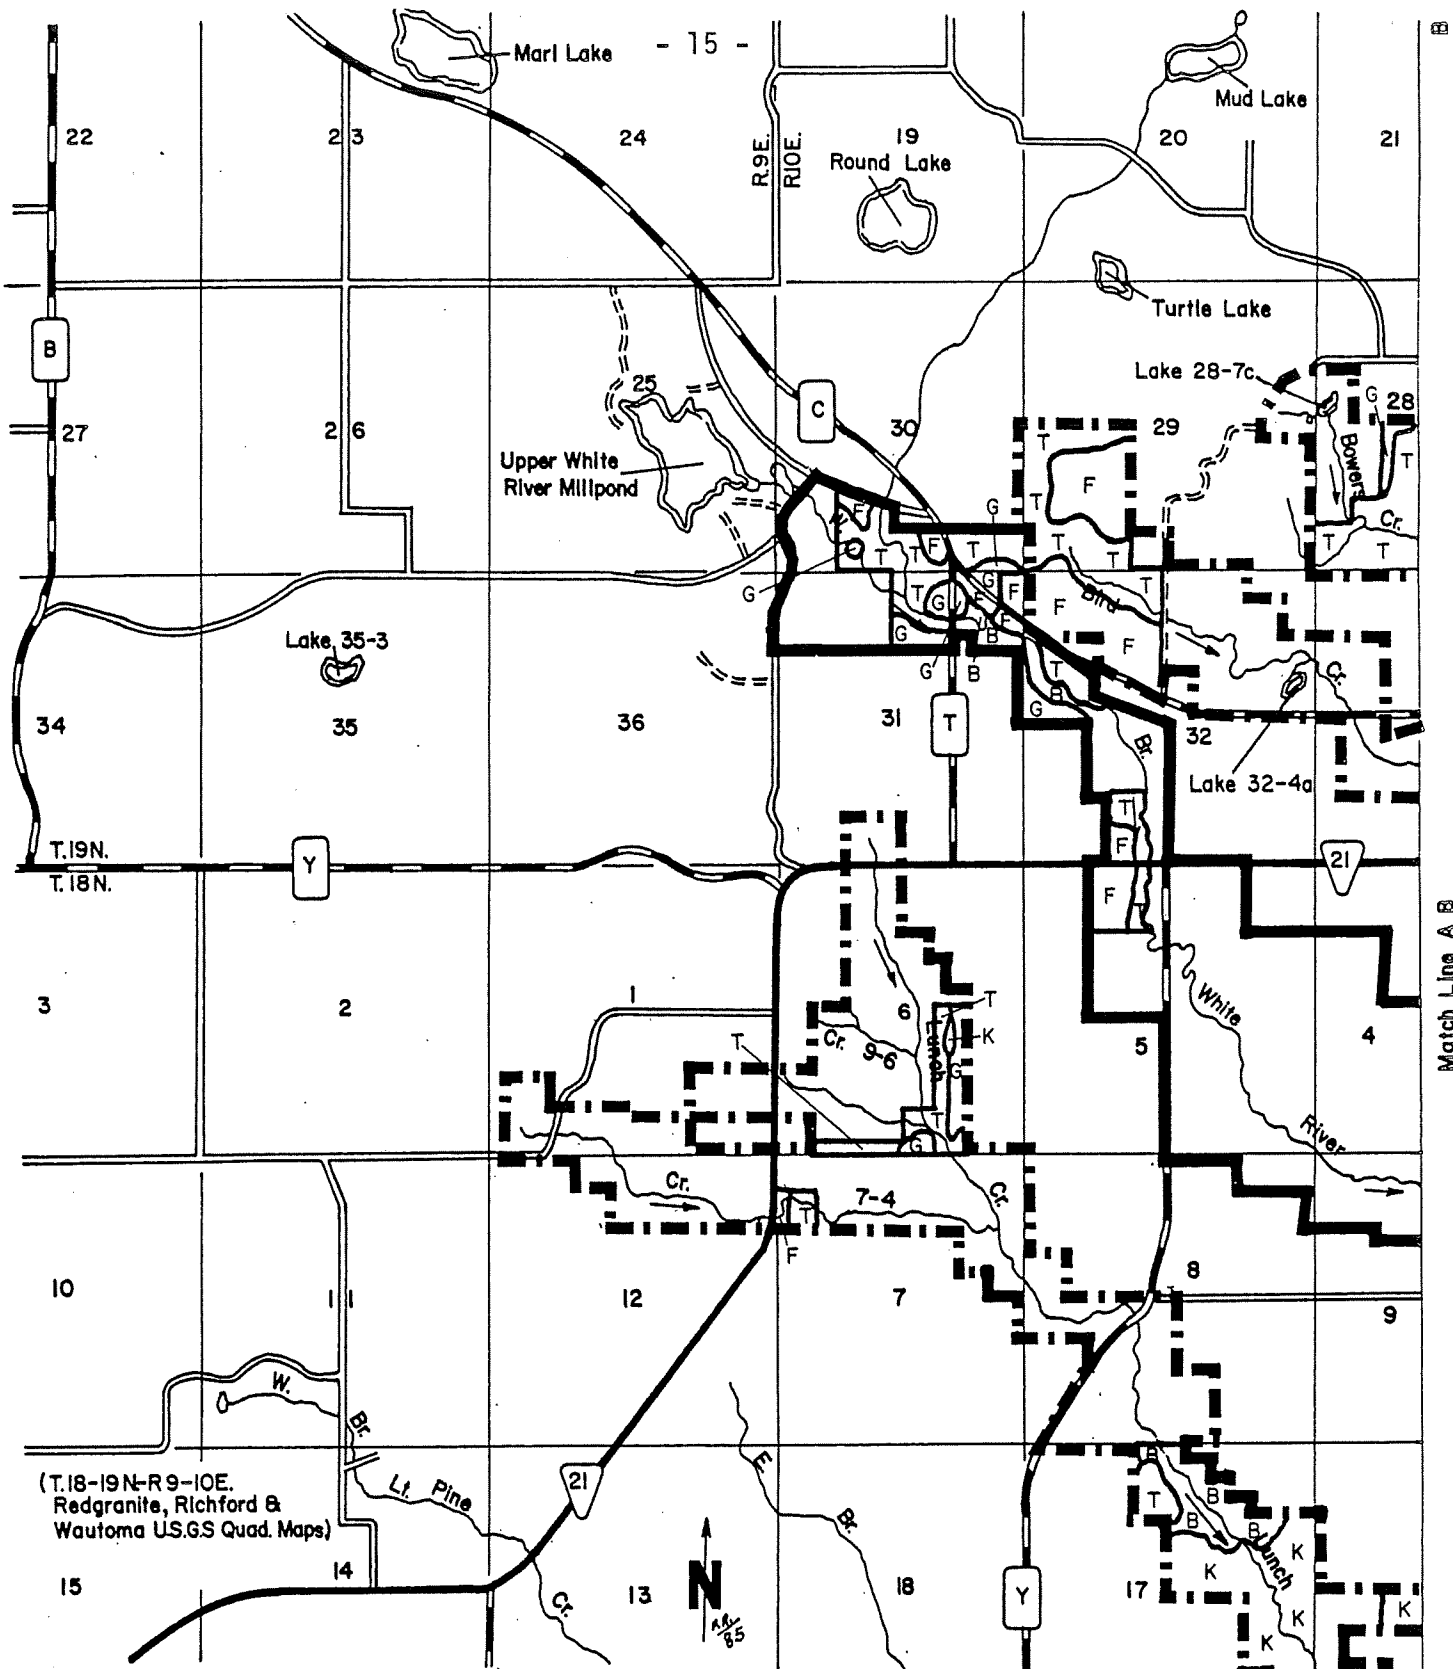 - 15 -
B
Marl Lake
Mud Lake
22
23
24
19
20
21
R.9E.
R.10E.
Round Lake
Turtle Lake
B
Lake 28-7c
G
28
25
C
27
26
30
T
29
T
Bowers
F
Upper White
River Millpond
G
T
F
Cr.
W.
T
T
F
T
T
T
T
T
G
T
G
F
F
Bird
G
F
F
G
B
F
Lake 35-3
G
B
T
Cr.
B
G
34
35
36
31
T
32
Br.
Lake 32-4a
T
T.19N.
T.18N.
Y
F
21
F
T
Match Line A B
3
2
1
6
T
White
5
4
T
Cr.
9-6
Lunch
K
G
T
G
River
Cr.
7-4
Cr.
T
F
10
11
12
7
8
9
W.
Br.
(T.18-19N-R9-10E.
Redgranite, Richford &
Wautoma U.S.G.S Quad. Maps)
Lt. Pine
21
E.
Br.
B
T
B
B
B
Lunch
K
K
15
14
Cr.
13
N
R.R.
85
18
Y
17
K
K
K